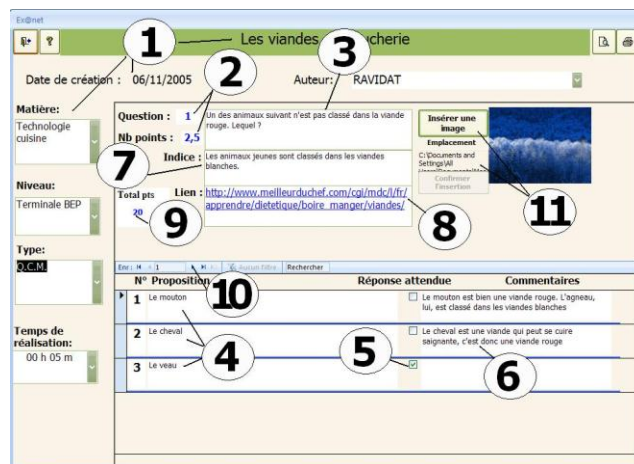 Ex@net
?
Les viandes
ucherie
Date de création : 06/11/2005
Auteur: RAVIDAT
1
2
3
Matière:
Technologie
cuisine
Niveau:
Terminale BEP
Type:
Q.C.M.
Temps de
réalisation:
00 h 05 m
Question : 1
Nb points : 2,5
Un des animaux suivant n'est pas classé dans la viande
rouge. Lequel ?
Indice :
Les animaux jeunes sont classés dans les viandes
blanches.
7
Total pts
20
9
Lien :
http://www.meilleurduchef.com/cgi/mdc/l/fr/
apprendre/dietetique/boire_manger/viandes/
8
Insérer une
image
Emplacement
C:\Documents and
Settings\All
Confirmer
l'insertion
11
Enr : 1
Aucun filtre
Rechercher
10
N° Proposition
Réponse attendue
Commentaires
1 Le mouton
Le mouton est bien une viande rouge. L'agneau,
lui, est classé dans les viandes blanches
2 Le cheval
Le cheval est une viande qui peut se cuire
saignante, c'est donc une viande rouge
3 Le veau
4
5
6